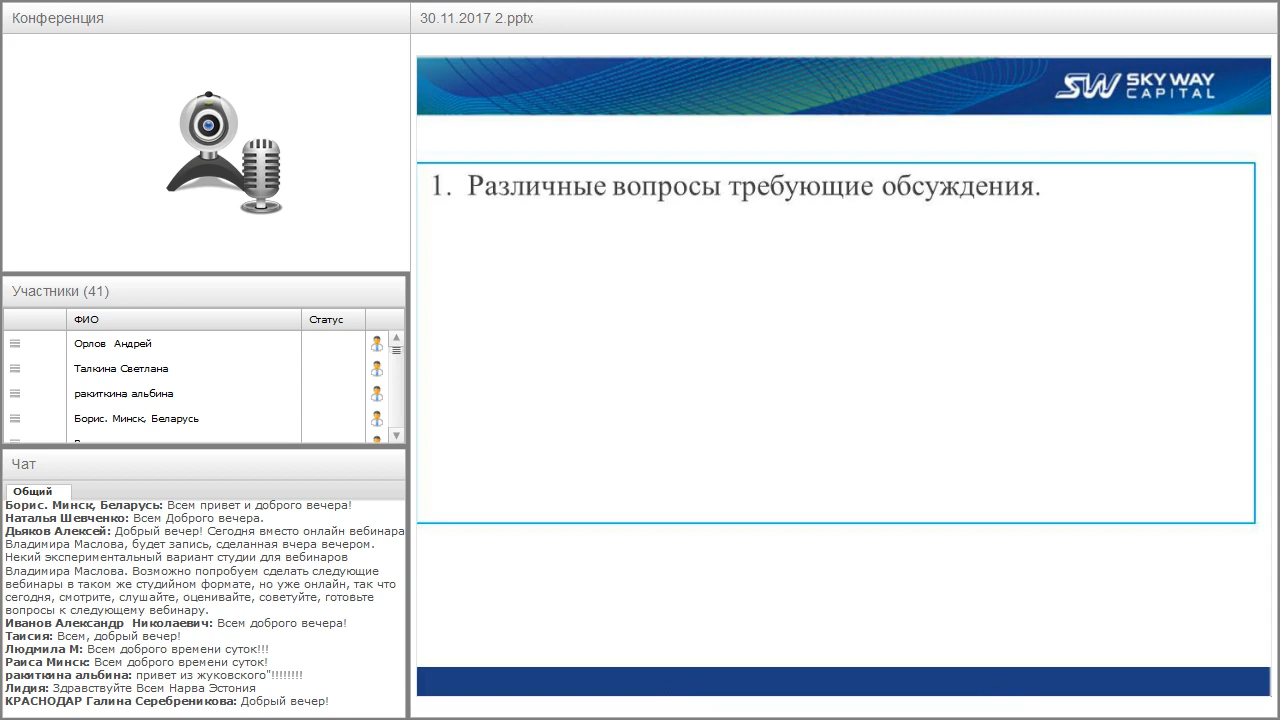 Конференция
30.11.2017 2.pptx
SW SKY WAY
CAPITAL
1. Различные вопросы требующие обсуждения.
Участники (41)
ФИО Статус
Орлов Андрей
Талкина Светлана
ракиткина альбина
Борис. Минск, Беларусь
Чат
Общий
Борис. Минск, Беларусь: Всем привет и доброго вечера!
Наталья Шевченко: Всем Доброго вечера.
Дьяков Алексей: Добрый вечер! Сегодня вместо онлайн вебинара
Владимира Маслова, будет запись, сделанная вчера вечером.
Некий экспериментальный вариант студии для вебинаров
Владимира Маслова. Возможно попробуем сделать следующие
вебинары в таком же студийном формате, но уже онлайн, так что
сегодня, смотрите, слушайте, оценивайте, советуйте, готовьте
вопросы к следующему вебинару.
Иванов Александр Николаевич: Всем доброго вечера!
Таисия: Всем, добрый вечер!
Людмила М: Всем доброго времени суток!!!
Раиса Минск: Всем доброго времени суток!
ракиткина альбина: привет из жуковского"!!!!!!!!
Лидия: Здравствуйте Всем Нарва Эстония
КРАСНОДАР Галина Серебреникова: Добрый вечер!